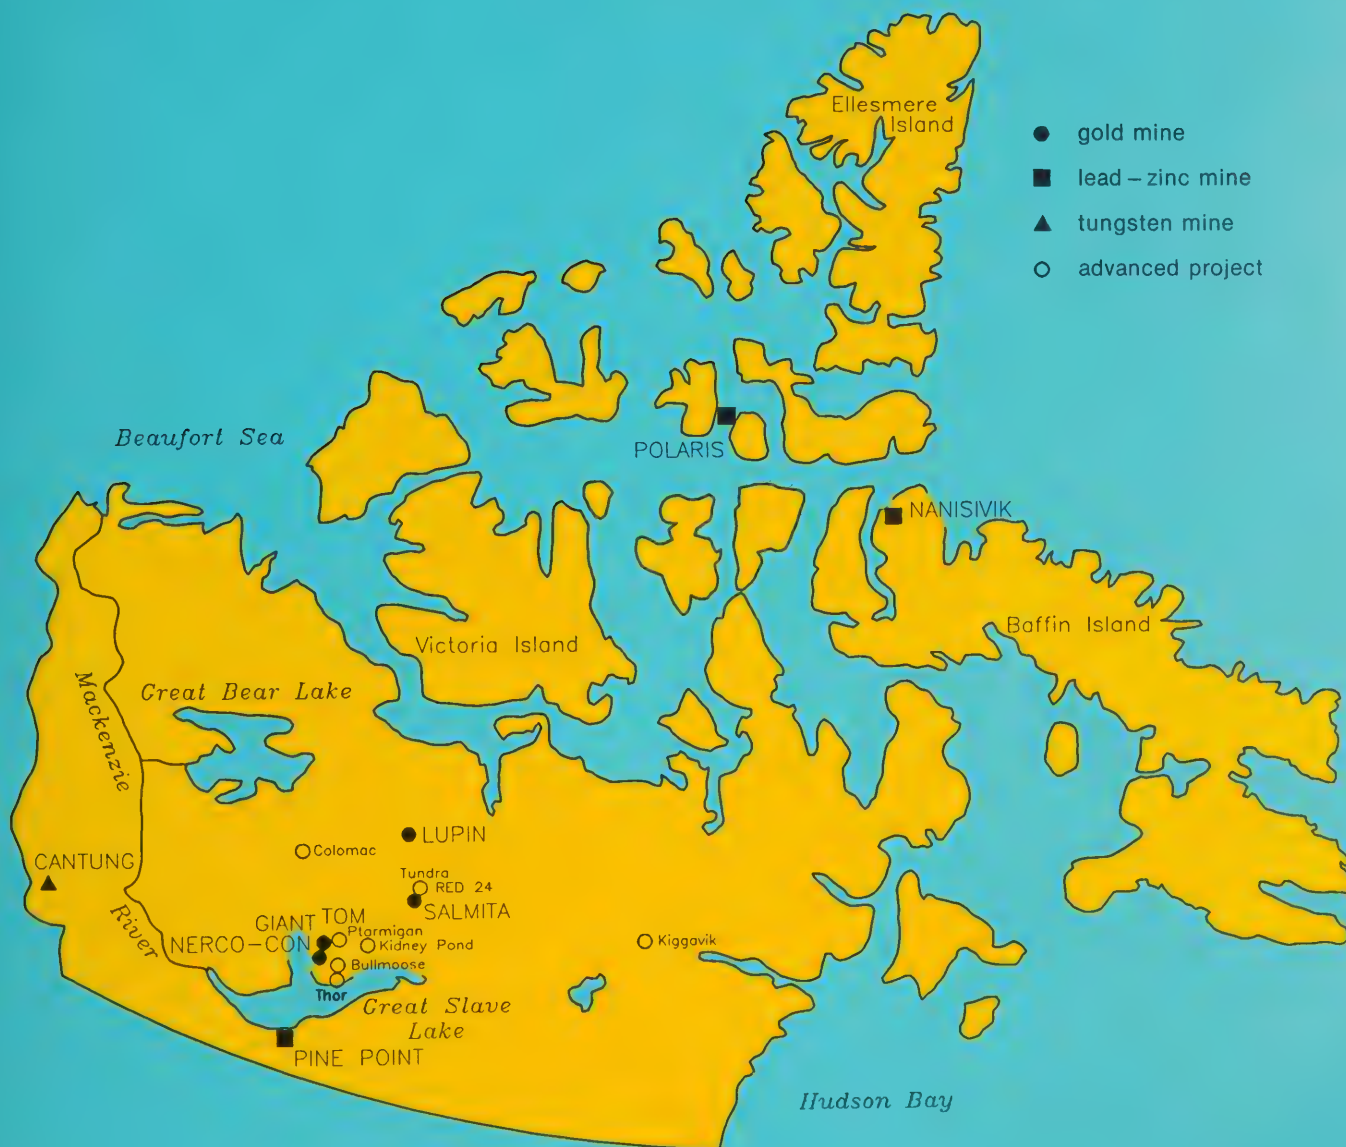 Ellesmere
Island
gold mine
lead – zinc mine
tungsten mine
advanced project
Beaufort Sea
POLARIS
NANISIVIK
Victoria Island
Baffin Island
Mackenzie
River
Great Bear Lake
LUPIN
Colomac
CANTUNG
Tundra
RED 24
SALMITA
GIANT
TOM
Ptarmigan
NERCO–CON
Kidney Pond
Kiggavik
Bullmoose
Thor
Great Slave
Lake
PINE POINT
Hudson Bay